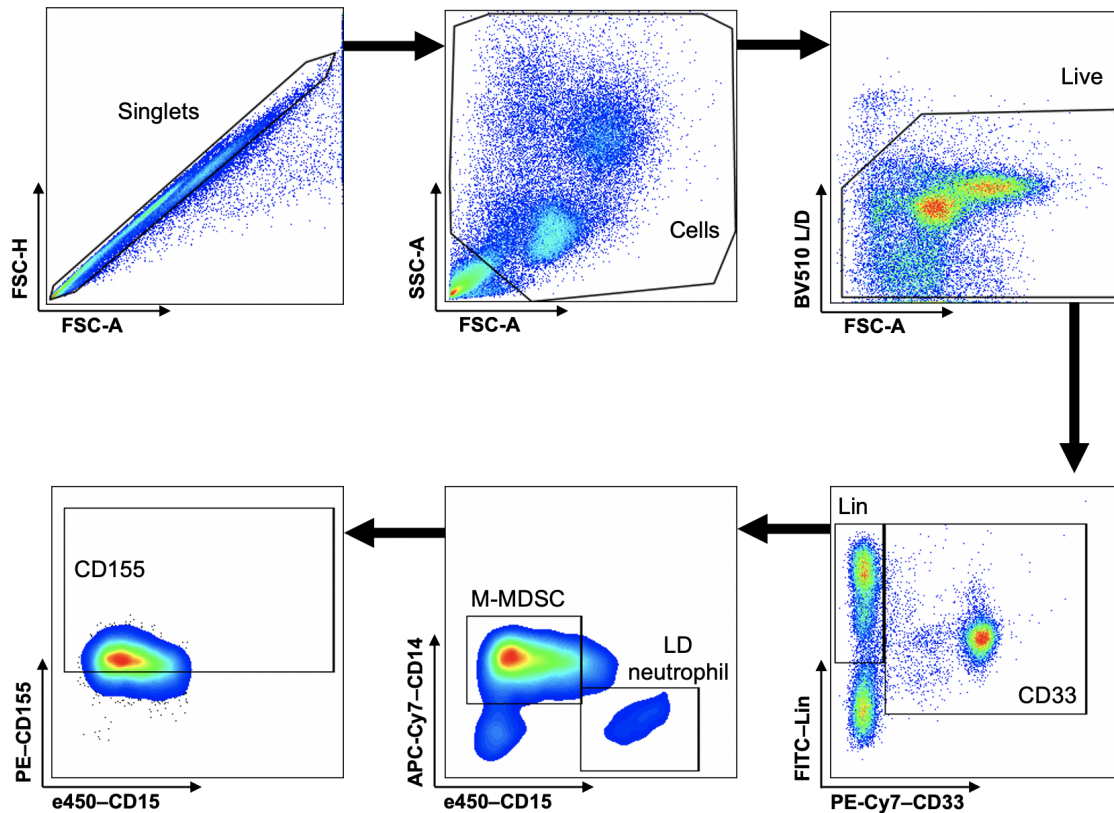 Singlets
FSC-H
FSC-A
Cells
SSC-A
FSC-A
Live
BV510 L/D
FSC-A
CD155
PE–CD155
e450–CD15
M-MDSC
LD
neutrophil
APC-Cy7–CD14
e450–CD15
Lin
CD33
FITC–Lin
PE-Cy7–CD33